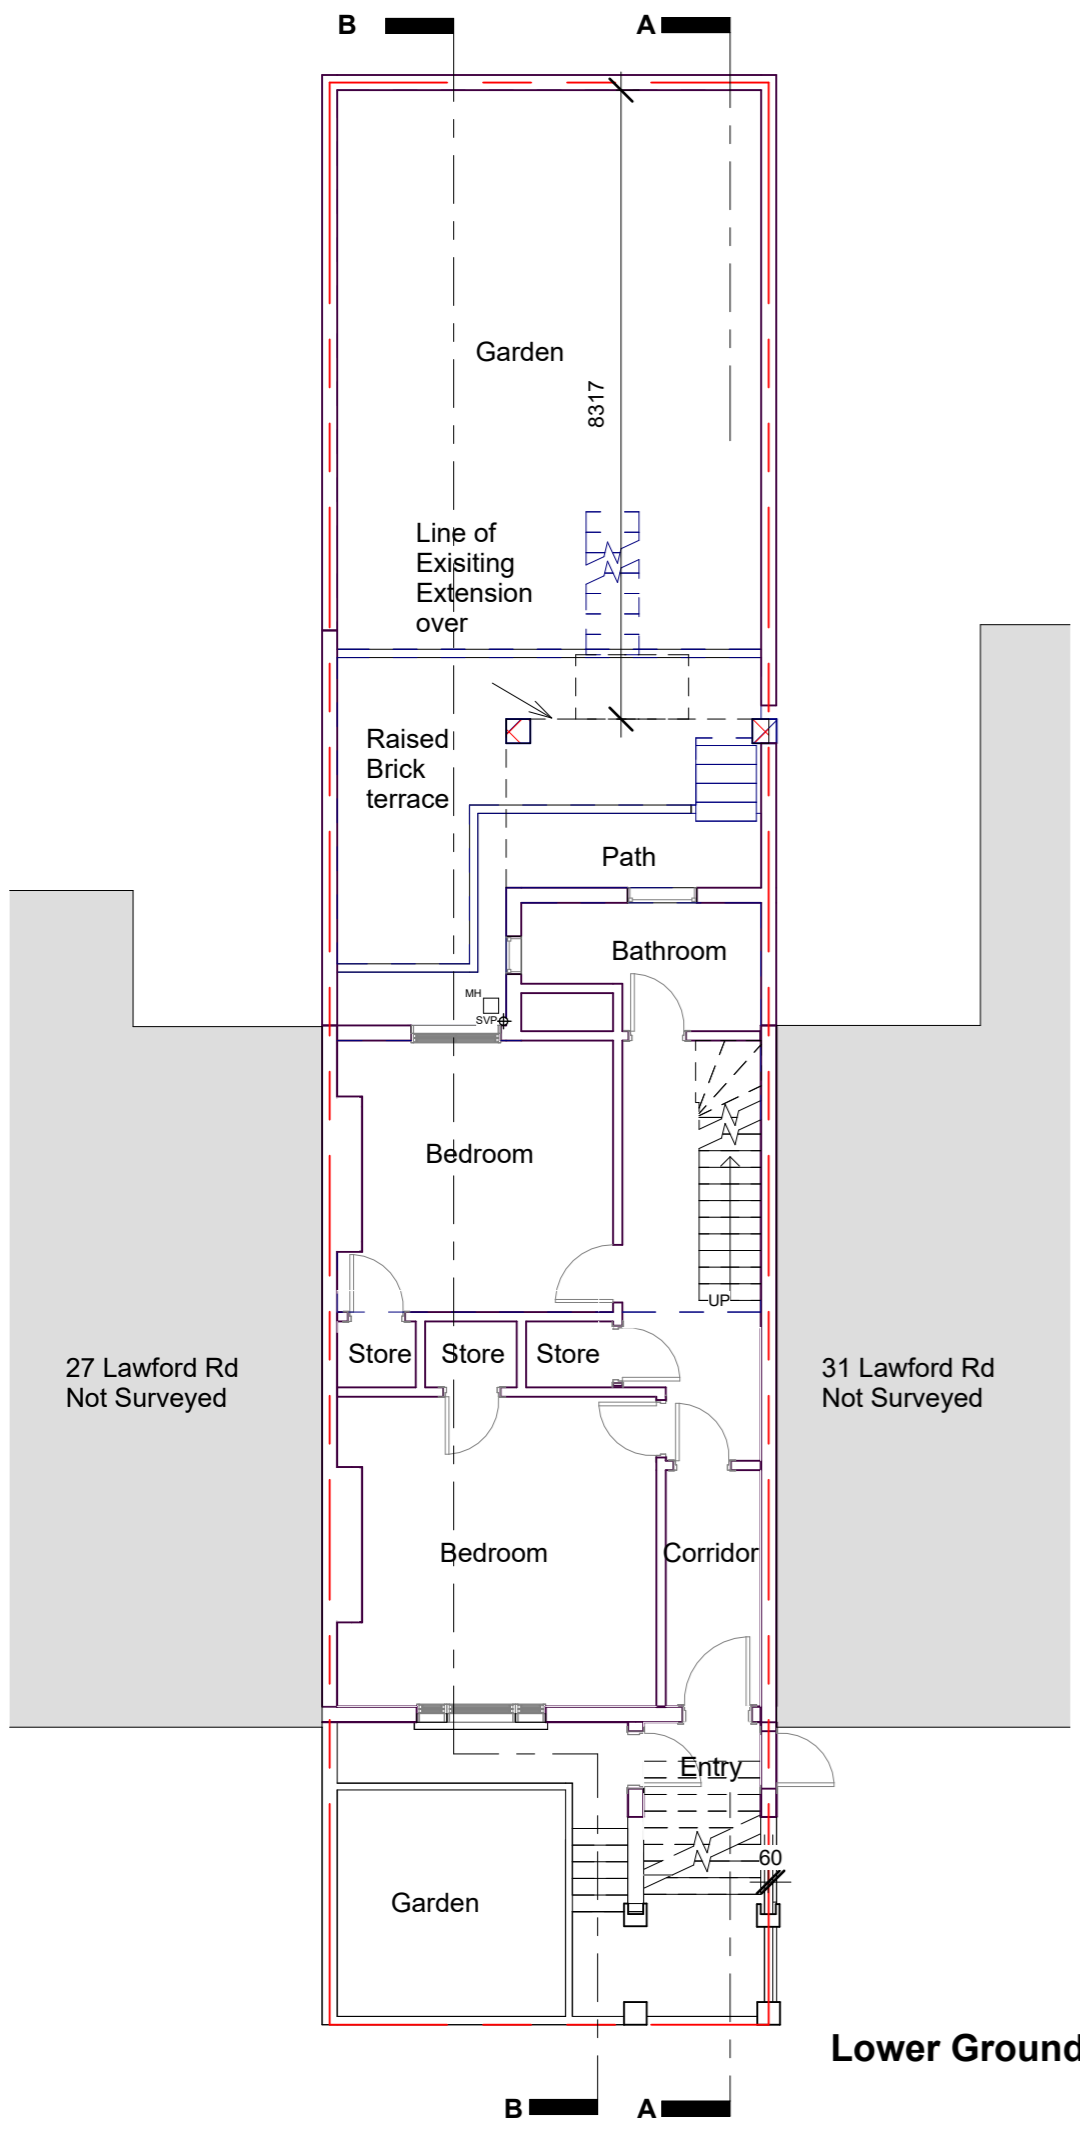 B
A
Garden
8317
Line of
Exisiting
Extension
over
Raised
Brick
terrace
Path
Bathroom
MH
SVP
Bedroom
UP
Store
Store
Store
27 Lawford Rd
Not Surveyed
31 Lawford Rd
Not Surveyed
Bedroom
Corridor
Entry
60
Garden
Lower Ground
B
A